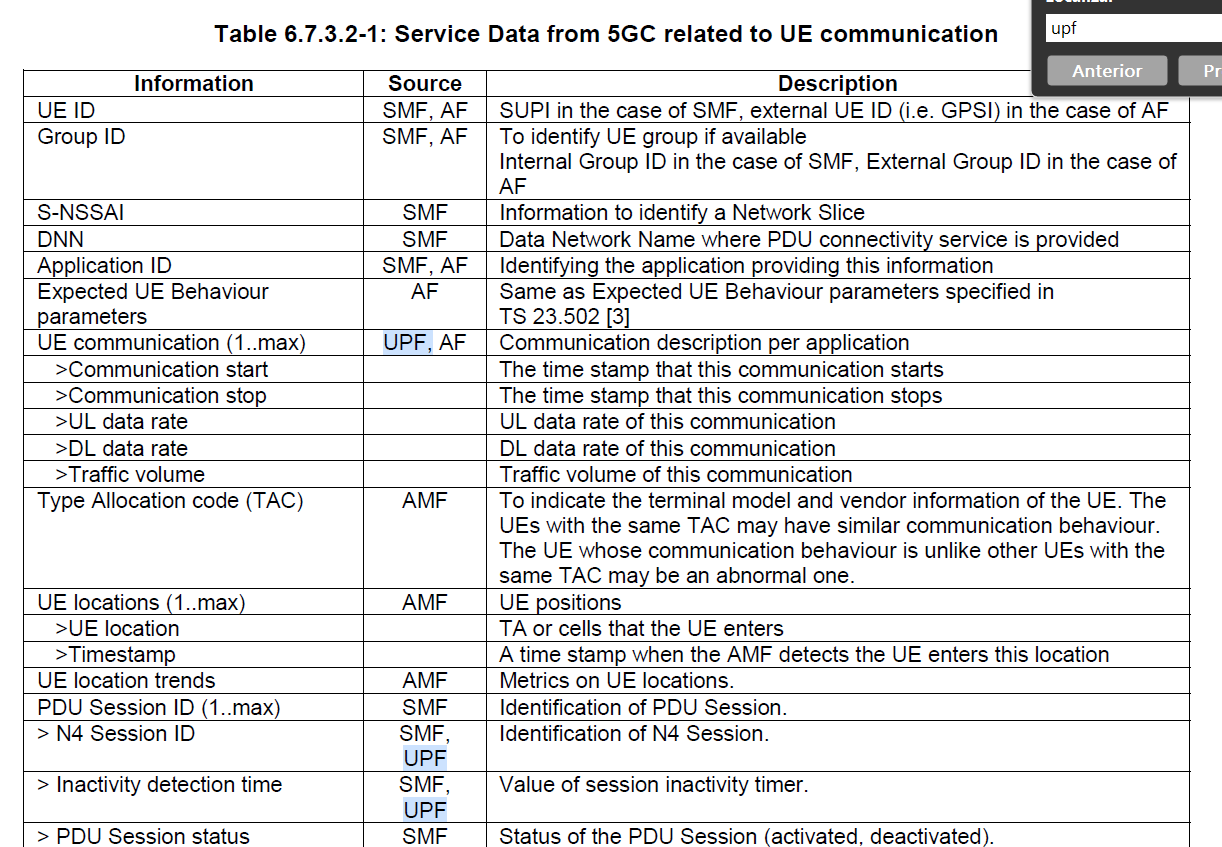 Localizar
upf
Anterior
Pr
Table 6.7.3.2-1: Service Data from 5GC related to UE communication
Information Source Description
UE ID SMF, AF SUPI in the case of SMF, external UE ID (i.e. GPSI) in the case of AF
Group ID SMF, AF To identify UE group if available
Internal Group ID in the case of SMF, External Group ID in the case of
AF
S-NSSAI SMF Information to identify a Network Slice
DNN SMF Data Network Name where PDU connectivity service is provided
Application ID SMF, AF Identifying the application providing this information
Expected UE Behaviour AF Same as Expected UE Behaviour parameters specified in
parameters TS 23.502 [3]
UE communication (1..max) UPF, AF Communication description per application
>Communication start The time stamp that this communication starts
>Communication stop The time stamp that this communication stops
>UL data rate UL data rate of this communication
>DL data rate DL data rate of this communication
>Traffic volume Traffic volume of this communication
Type Allocation code (TAC) AMF To indicate the terminal model and vendor information of the UE. The
UEs with the same TAC may have similar communication behaviour.
The UE whose communication behaviour is unlike other UEs with the
same TAC may be an abnormal one.
UE locations (1..max) AMF UE positions
>UE location TA or cells that the UE enters
>Timestamp A time stamp when the AMF detects the UE enters this location
UE location trends AMF Metrics on UE locations.
PDU Session ID (1..max) SMF Identification of PDU Session.
> N4 Session ID SMF, Identification of N4 Session.
UPF
> Inactivity detection time SMF, Value of session inactivity timer.
UPF
> PDU Session status SMF Status of the PDU Session (activated, deactivated).